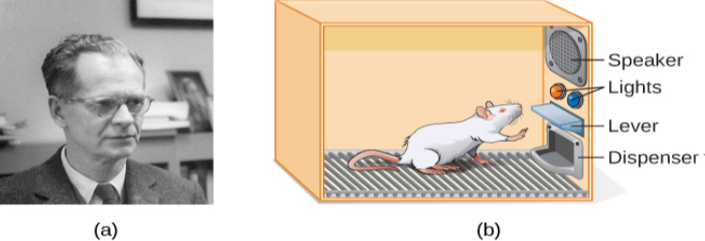 Speaker
Lights
Lever
Dispenser
(a)
(b)